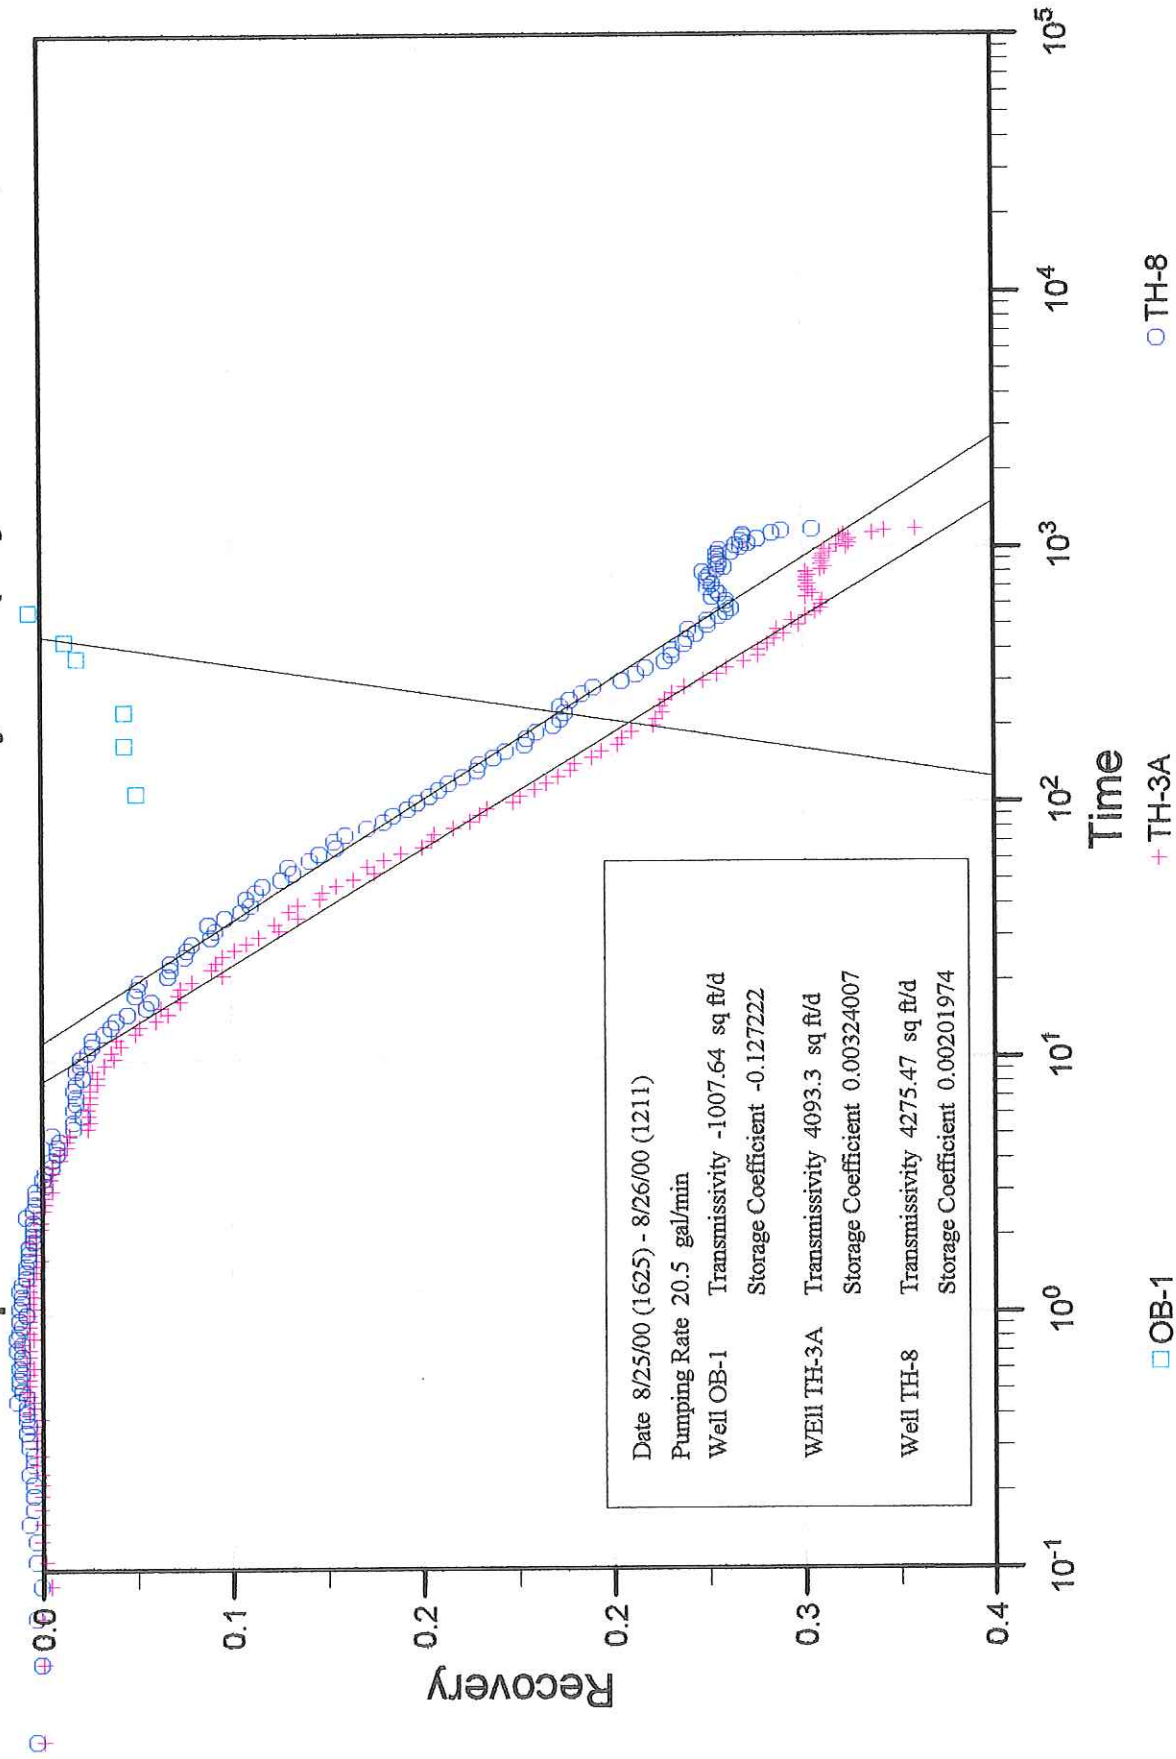 Recovery
0.0
0.1
0.2
0.2
0.3
0.4
Date 8/25/00 (1625) - 8/26/00 (1211)
Pumping Rate 20.5 gal/min
Well OB-1 Transmissivity -1007.64 sq ft/d
Storage Coefficient -0.127222
WEll TH-3A Transmissivity 4093.3 sq ft/d
Storage Coefficient 0.00324007
Well TH-8 Transmissivity 4275.47 sq ft/d
Storage Coefficient 0.00201974
10-1 100 101 102 103 104 105
Time
OB-1 TH-3A TH-8